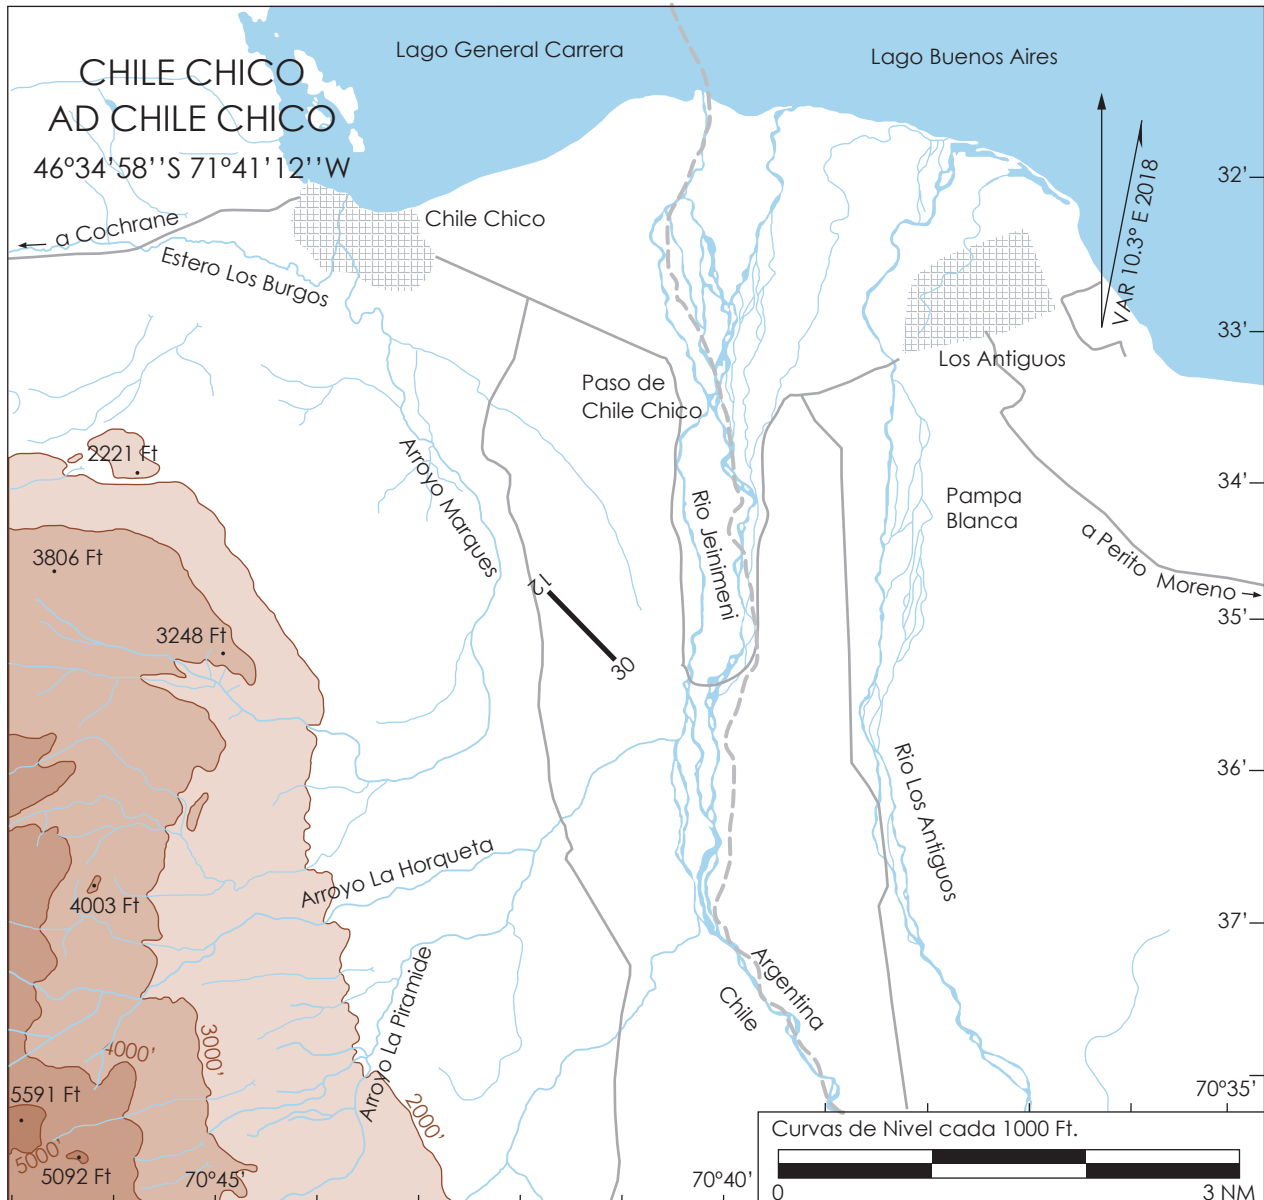 CHILE CHICO
AD CHILE CHICO
46°34'58''S 71°41'12''W
Lago General Carrera
Lago Buenos Aires
VAR 10.3° E 2018
32'
a Cochrane
Chile Chico
Estero Los Burgos
33'
Los Antiguos
Paso de
Chile Chico
2221 Ft
Arroyo Marques
34'
Rio Jeinimeni
Pampa
Blanca
a Perito Moreno
3806 Ft
12
30
3248 Ft
35'
36'
Rio Los Antiguos
Arroyo La Horqueta
4003 Ft
37'
Arroyo La Piramide
Argentina
Chile
3000'
4000'
2000'
5591 Ft
5000'
5092 Ft
70°45'
70°40'
70°35'
Curvas de Nivel cada 1000 Ft.
0
3 NM